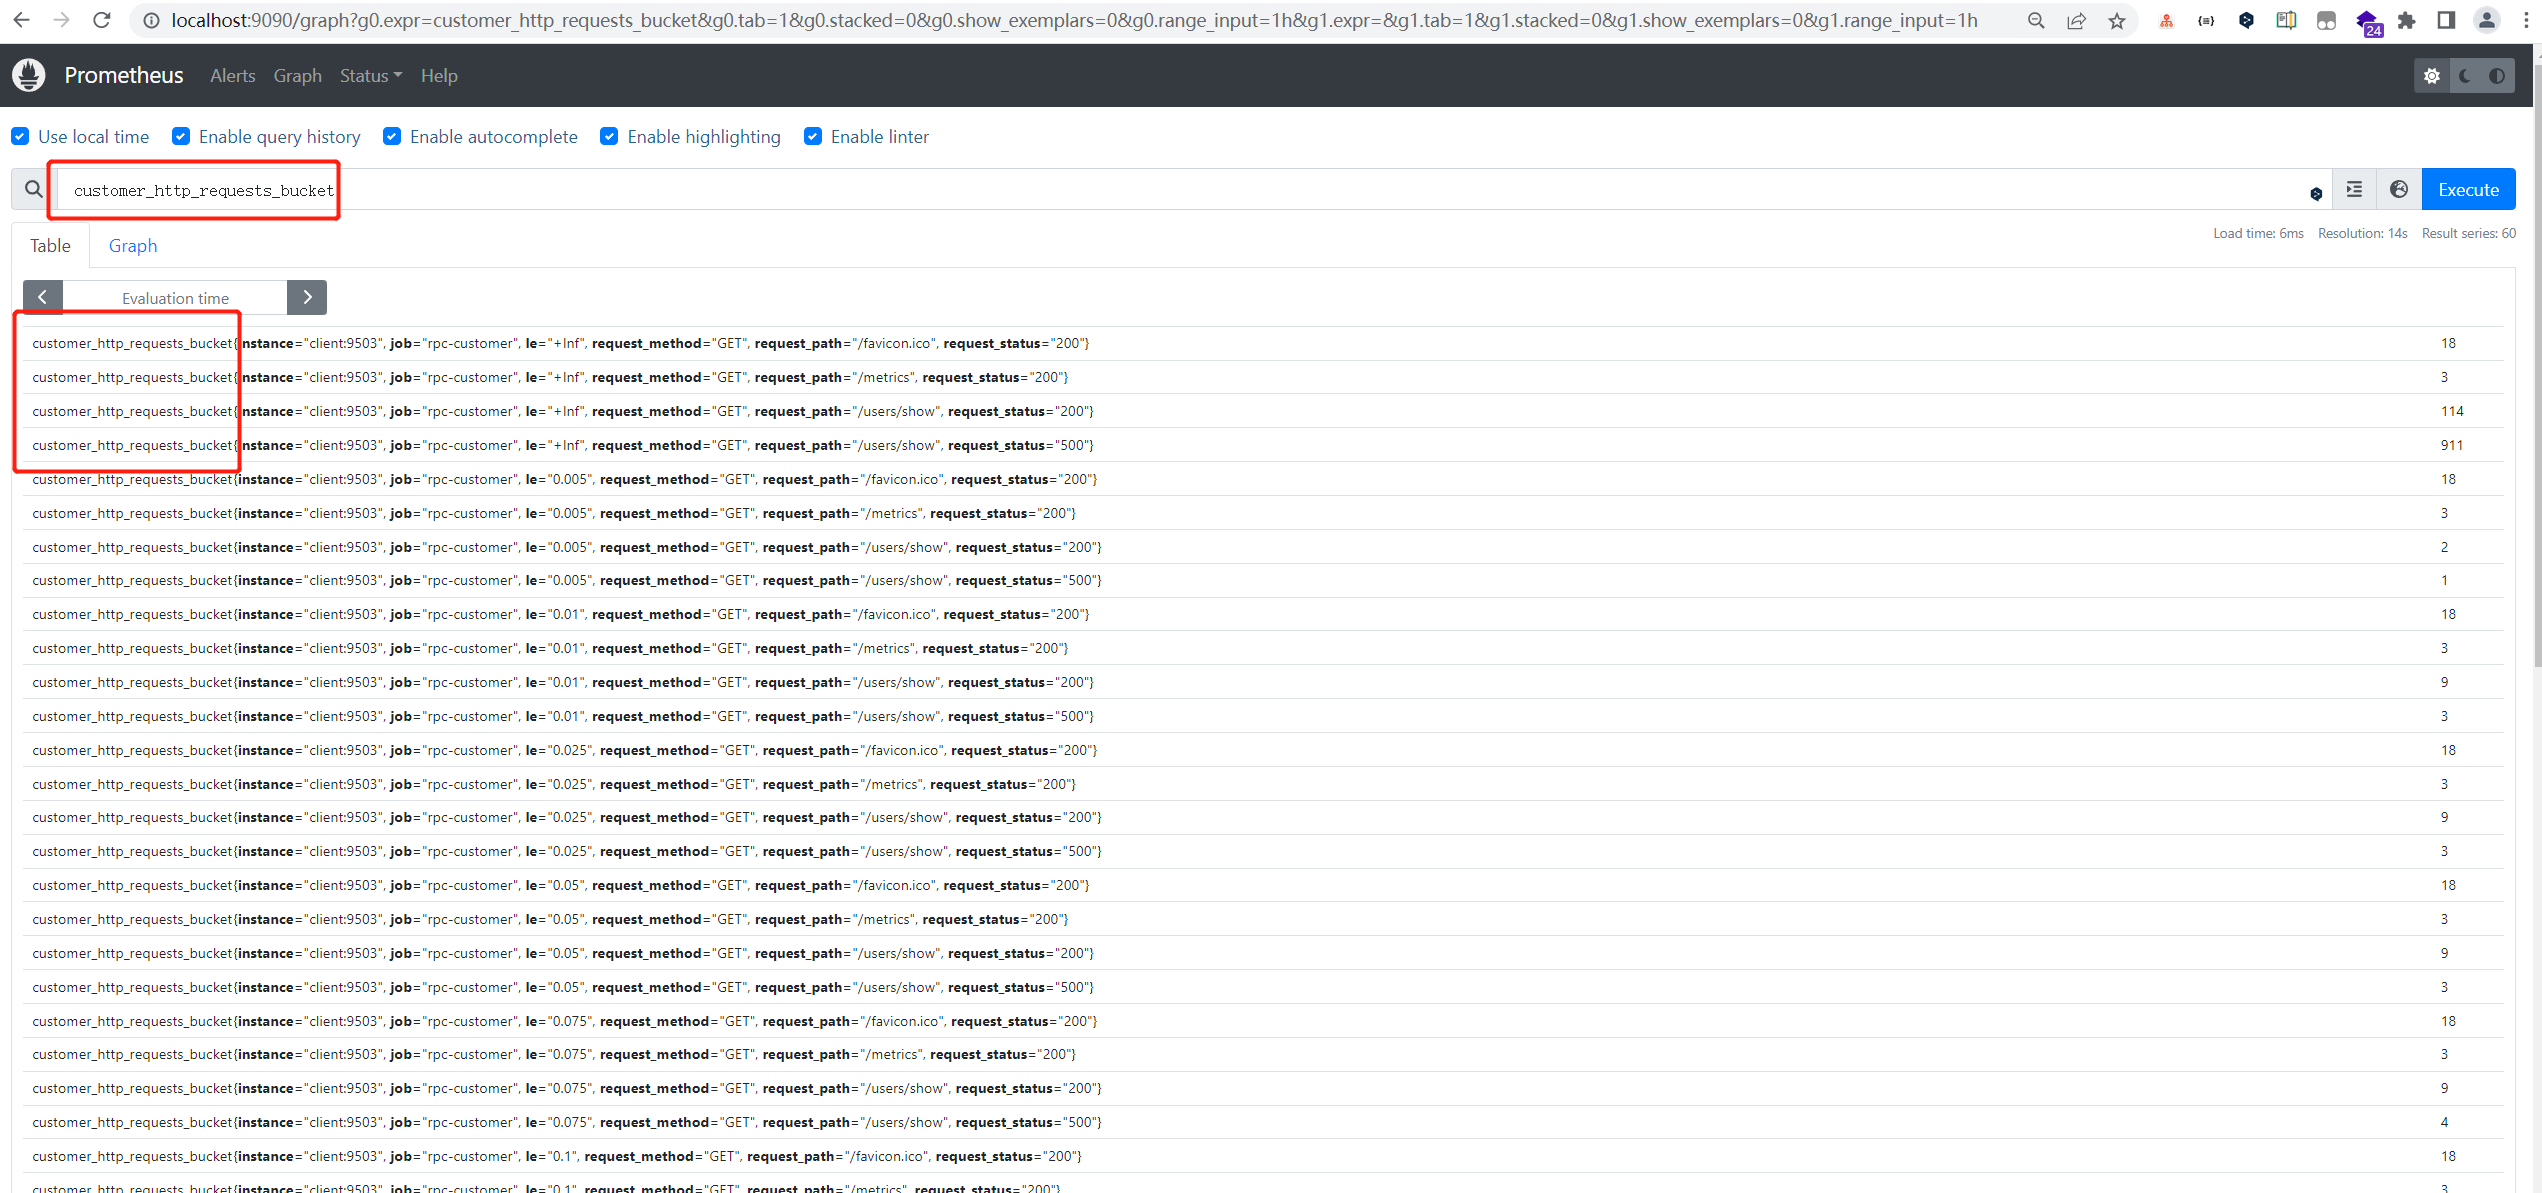 localhost:9090/graph?g0.expr=customer_http_requests_bucket&g0.tab=1&g0.stacked=0&g0.show_exemplars=0&g0.range_input=1h&g1.expr=&g1.tab=1&g1.stacked=0&g1.show_exemplars=0&g1.range_input=1h
24
Prometheus Alerts Graph Status Help
Use local time Enable query history Enable autocomplete Enable highlighting Enable linter
customer_http_requests_bucket Execute
Table Graph Load time: 6ms Resolution: 14s Result series: 60
Evaluation time
customer_http_requests_bucket{instance="client:9503", job="rpc-customer", le="+Inf", request_method="GET", request_path="/favicon.ico", request_status="200"} 18
customer_http_requests_bucket{instance="client:9503", job="rpc-customer", le="+Inf", request_method="GET", request_path="/metrics", request_status="200"} 3
customer_http_requests_bucket{instance="client:9503", job="rpc-customer", le="+Inf", request_method="GET", request_path="/users/show", request_status="200"} 114
customer_http_requests_bucket{instance="client:9503", job="rpc-customer", le="+Inf", request_method="GET", request_path="/users/show", request_status="500"} 911
customer_http_requests_bucket{instance="client:9503", job="rpc-customer", le="0.005", request_method="GET", request_path="/favicon.ico", request_status="200"} 18
customer_http_requests_bucket{instance="client:9503", job="rpc-customer", le="0.005", request_method="GET", request_path="/metrics", request_status="200"} 3
customer_http_requests_bucket{instance="client:9503", job="rpc-customer", le="0.005", request_method="GET", request_path="/users/show", request_status="200"} 2
customer_http_requests_bucket{instance="client:9503", job="rpc-customer", le="0.005", request_method="GET", request_path="/users/show", request_status="500"} 1
customer_http_requests_bucket{instance="client:9503", job="rpc-customer", le="0.01", request_method="GET", request_path="/favicon.ico", request_status="200"} 18
customer_http_requests_bucket{instance="client:9503", job="rpc-customer", le="0.01", request_method="GET", request_path="/metrics", request_status="200"} 3
customer_http_requests_bucket{instance="client:9503", job="rpc-customer", le="0.01", request_method="GET", request_path="/users/show", request_status="200"} 9
customer_http_requests_bucket{instance="client:9503", job="rpc-customer", le="0.01", request_method="GET", request_path="/users/show", request_status="500"} 3
customer_http_requests_bucket{instance="client:9503", job="rpc-customer", le="0.025", request_method="GET", request_path="/favicon.ico", request_status="200"} 18
customer_http_requests_bucket{instance="client:9503", job="rpc-customer", le="0.025", request_method="GET", request_path="/metrics", request_status="200"} 3
customer_http_requests_bucket{instance="client:9503", job="rpc-customer", le="0.025", request_method="GET", request_path="/users/show", request_status="200"} 9
customer_http_requests_bucket{instance="client:9503", job="rpc-customer", le="0.025", request_method="GET", request_path="/users/show", request_status="500"} 3
customer_http_requests_bucket{instance="client:9503", job="rpc-customer", le="0.05", request_method="GET", request_path="/favicon.ico", request_status="200"} 18
customer_http_requests_bucket{instance="client:9503", job="rpc-customer", le="0.05", request_method="GET", request_path="/metrics", request_status="200"} 3
customer_http_requests_bucket{instance="client:9503", job="rpc-customer", le="0.05", request_method="GET", request_path="/users/show", request_status="200"} 9
customer_http_requests_bucket{instance="client:9503", job="rpc-customer", le="0.05", request_method="GET", request_path="/users/show", request_status="500"} 3
customer_http_requests_bucket{instance="client:9503", job="rpc-customer", le="0.075", request_method="GET", request_path="/favicon.ico", request_status="200"} 18
customer_http_requests_bucket{instance="client:9503", job="rpc-customer", le="0.075", request_method="GET", request_path="/metrics", request_status="200"} 3
customer_http_requests_bucket{instance="client:9503", job="rpc-customer", le="0.075", request_method="GET", request_path="/users/show", request_status="200"} 9
customer_http_requests_bucket{instance="client:9503", job="rpc-customer", le="0.075", request_method="GET", request_path="/users/show", request_status="500"} 4
customer_http_requests_bucket{instance="client:9503", job="rpc-customer", le="0.1", request_method="GET", request_path="/favicon.ico", request_status="200"} 18
customer_http_requests_bucket{instance="client:9503", job="rpc-customer", le="0.1", request_method="GET", request_path="/metrics", request_status="200"} 3